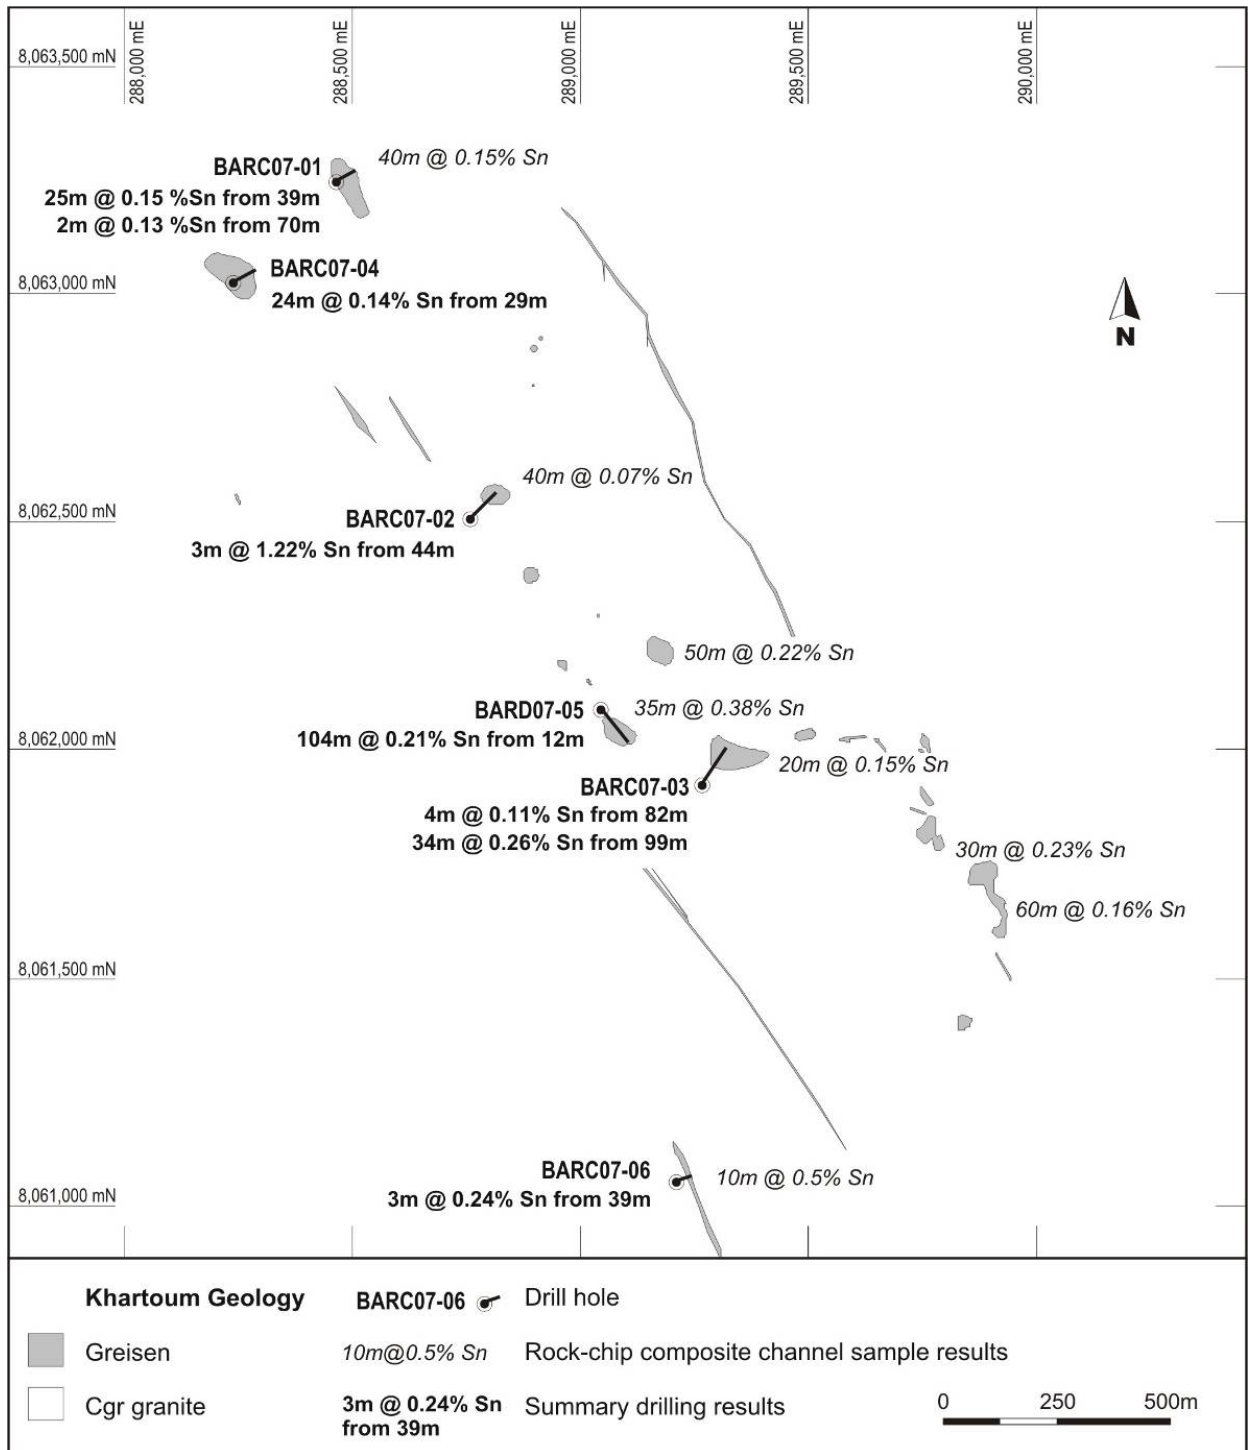 288,000 mE
288,500 mE
289,000 mE
289,500 mE
290,000 mE
8,063,500 mN
40m @ 0.15% Sn
BARC07-01
25m @ 0.15 %Sn from 39m
2m @ 0.13 %Sn from 70m
BARC07-04
8,063,000 mN
24m @ 0.14% Sn from 29m
N
40m @ 0.07% Sn
8,062,500 mN
BARC07-02
3m @ 1.22% Sn from 44m
50m @ 0.22% Sn
BARD07-05
35m @ 0.38% Sn
104m @ 0.21% Sn from 12m
8,062,000 mN
20m @ 0.15% Sn
BARC07-03
4m @ 0.11% Sn from 82m
34m @ 0.26% Sn from 99m
30m @ 0.23% Sn
60m @ 0.16% Sn
8,061,500 mN
BARC07-06
10m @ 0.5% Sn
3m @ 0.24% Sn from 39m
8,061,000 mN
Khartoum Geology
BARC07-06
Drill hole
Greisen
10m@0.5% Sn
Rock-chip composite channel sample results
Cgr granite
3m @ 0.24% Sn
from 39m
Summary drilling results
0 250 500m